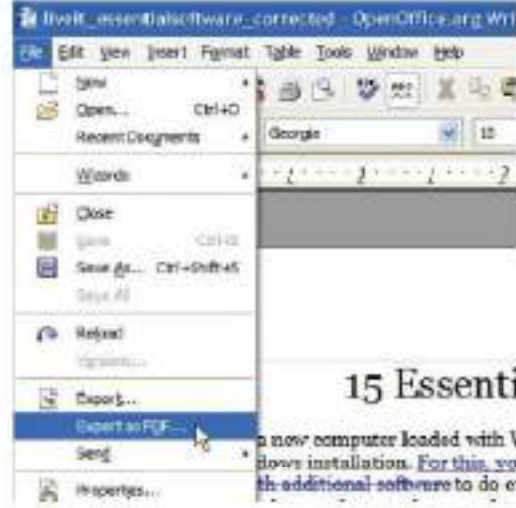 liveit_essentialsoftware_corrected - OpenOffice.org Wri
File Edit View Insert Format Table Tools Window Help
New
Open... Ctrl+O
Recent Documents
Georgia 10
Wizards
Close
Save Ctrl+S
Save As... Ctrl+Shift+S
Save All
Reload
Versions...
Export...
15 Essenti
Export as PDF...
a new computer loaded with W
Send
dows installation. For this, yo
th additional software to do e
Properties...